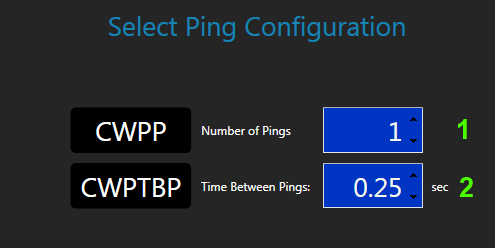 Select Ping Configuration
CWPP Number of Pings 1 1
CWPTBP Time Between Pings: 0.25 sec 2